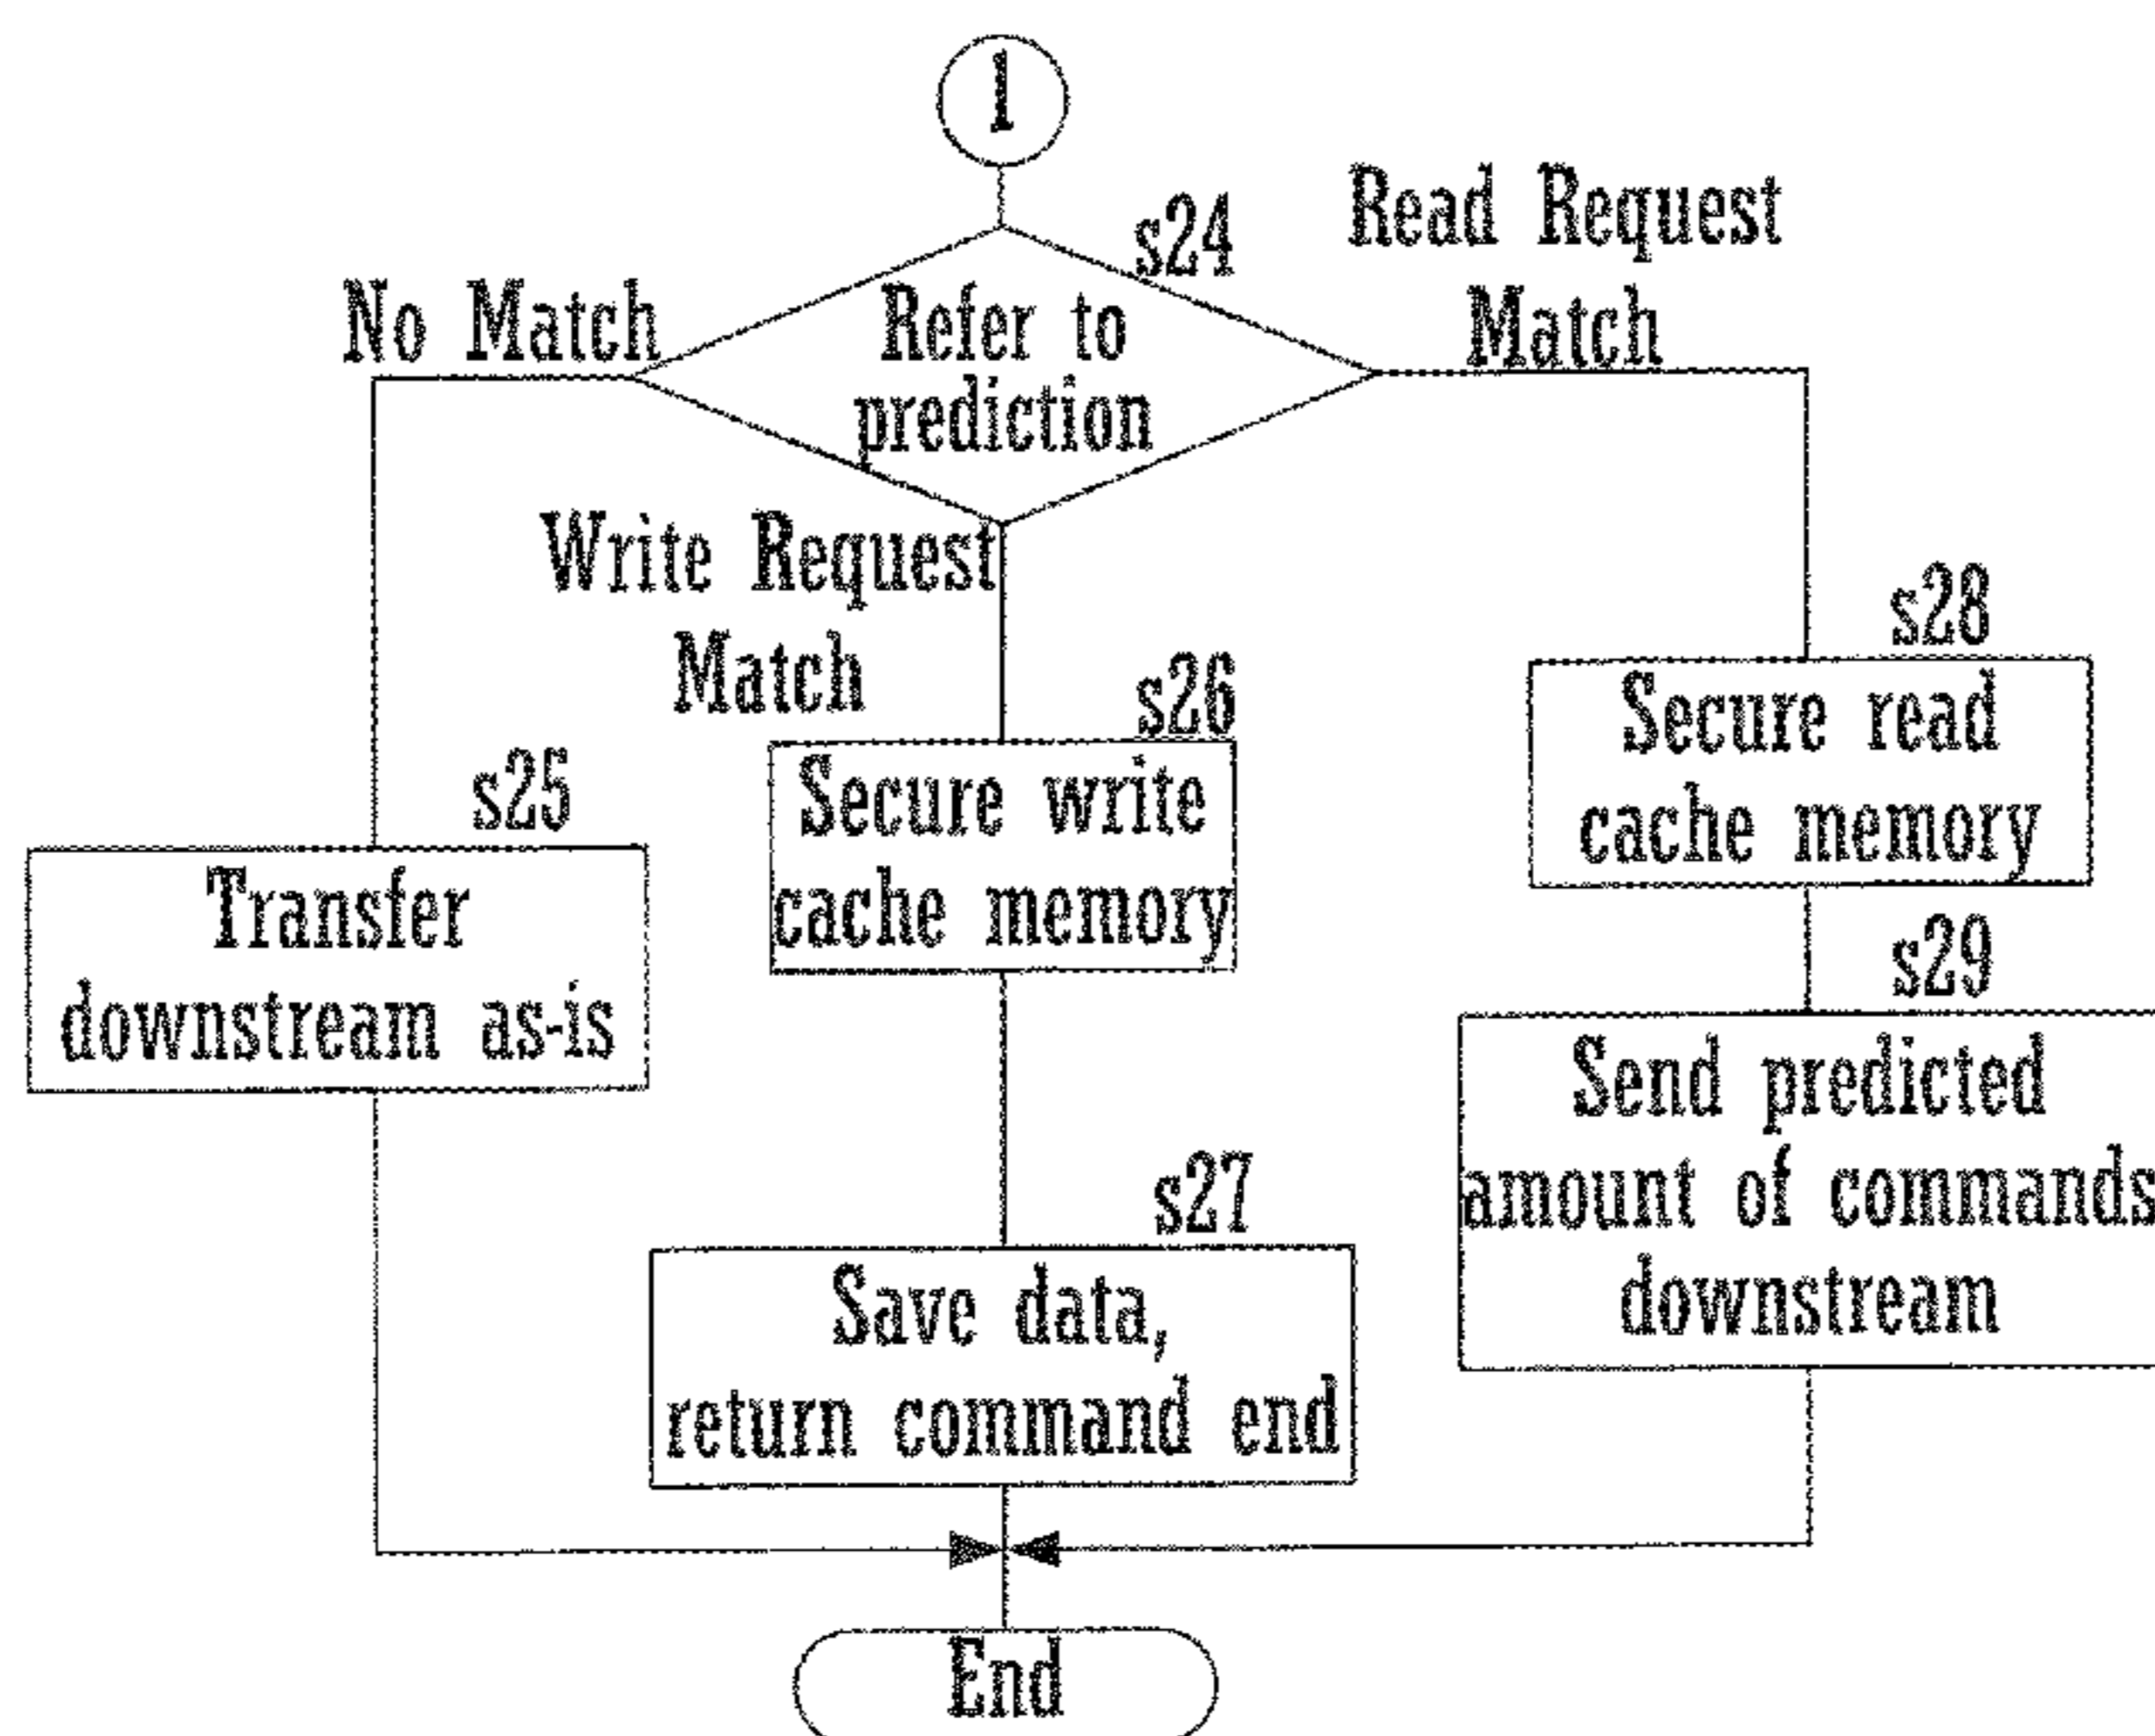 1
s24
Read Request
Match
No Match
Refer to
prediction
Write Request
Match
s25
Transfer
downstream as-is
s26
Secure write
cache memory
s27
Save data,
return command end
s28
Secure read
cache memory
s29
Send predicted
amount of commands
downstream
End